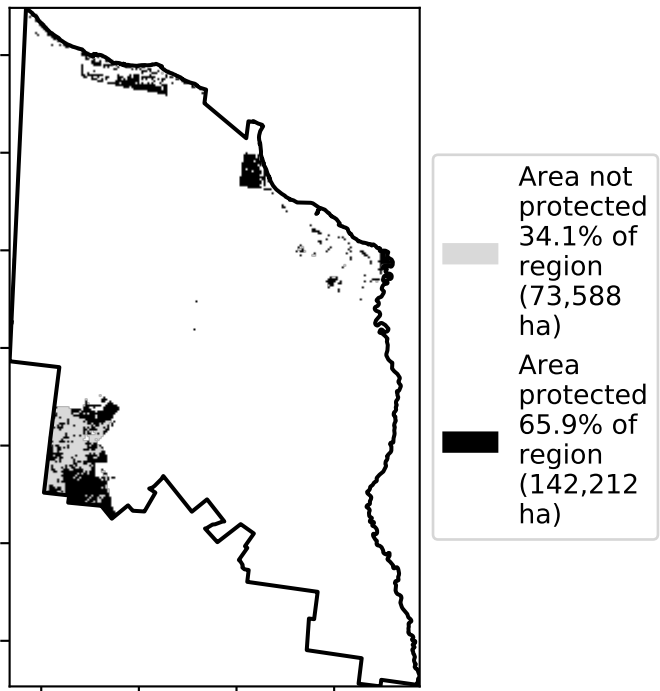 Area not
protected
34.1% of
region
(73,588
ha)
Area
protected
65.9% of
region
(142,212
ha)